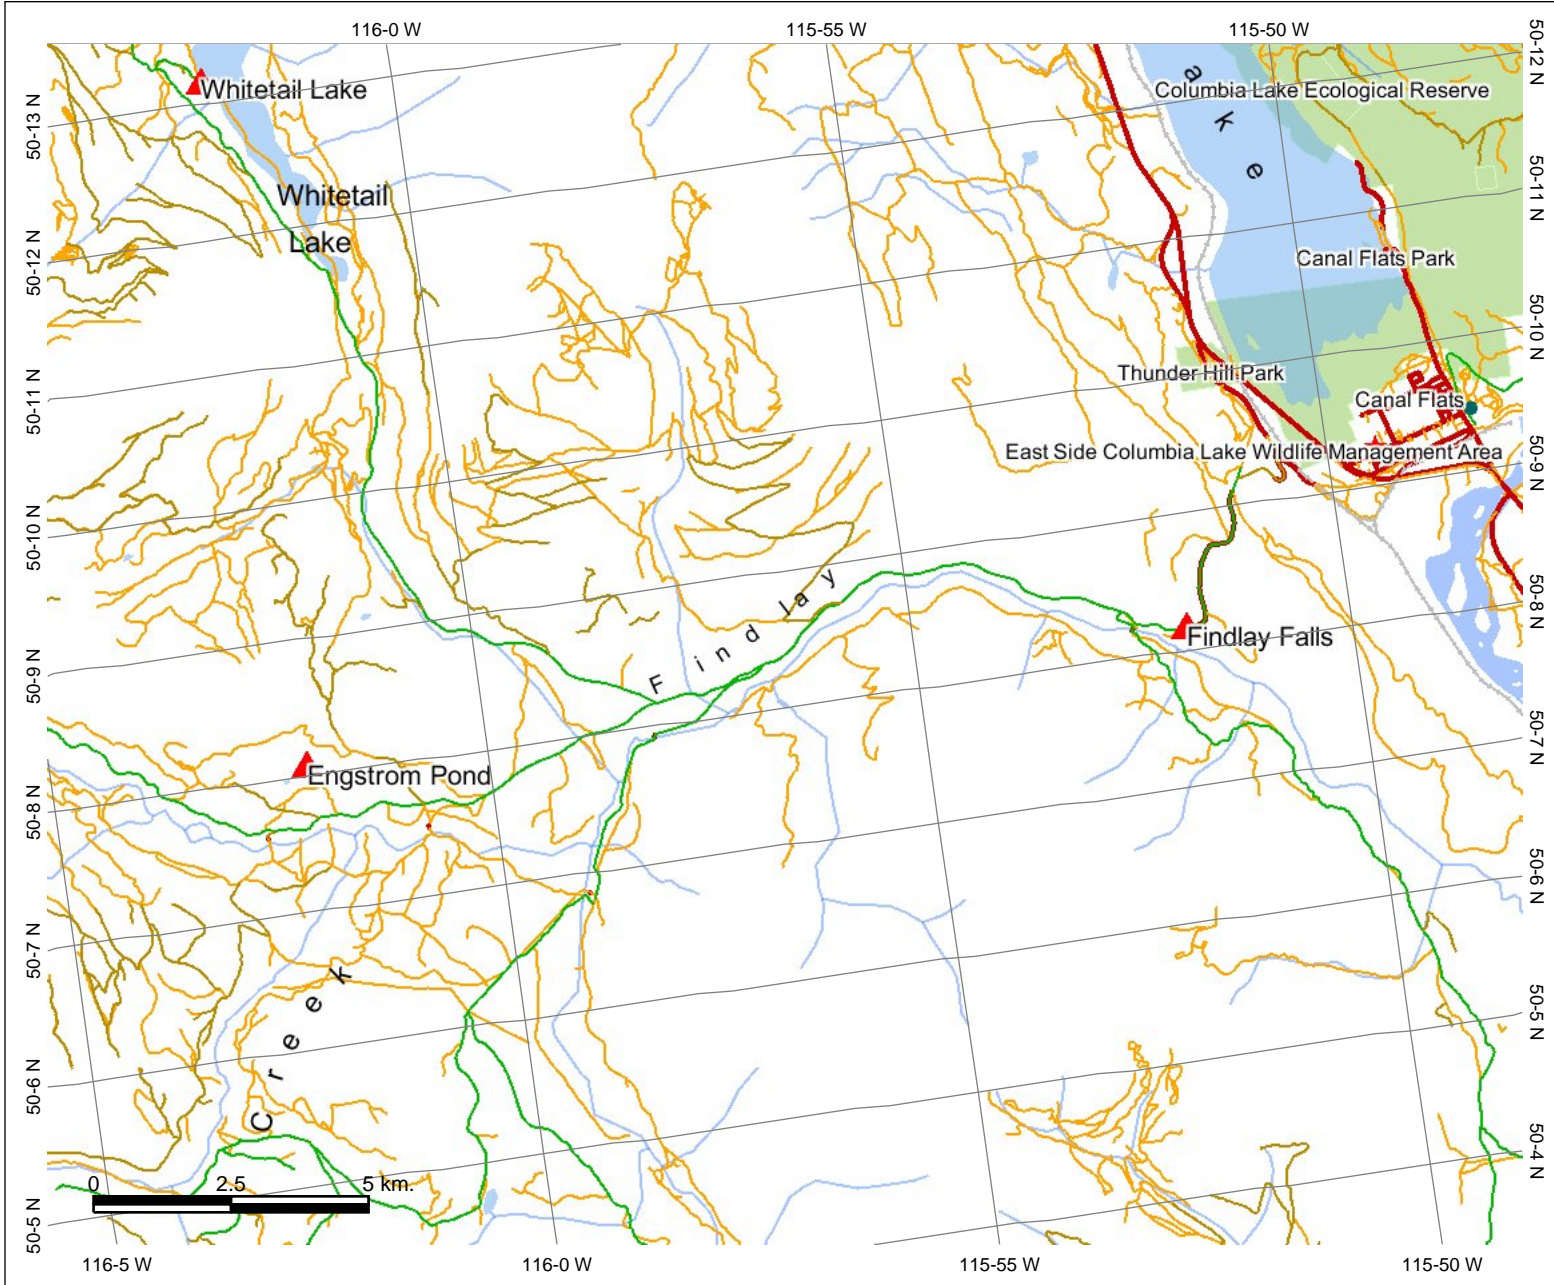 116-0 W
115-55 W
115-50 W
50-12 N
50-11 N
50-10 N
50-9 N
50-8 N
50-7 N
50-6 N
50-5 N
50-4 N
50-13 N
50-12 N
50-11 N
50-10 N
50-9 N
50-8 N
50-7 N
50-6 N
50-5 N
Whitetail Lake
a k e
Columbia Lake Ecological Reserve
Whitetail
Lake
Canal Flats Park
Thunder Hill Park
Canal Flats
East Side Columbia Lake Wildlife Management Area
Findlay
Findlay Falls
Engstrom Pond
Creek
0 2.5 5 km.
116-5 W
116-0 W
115-55 W
115-50 W